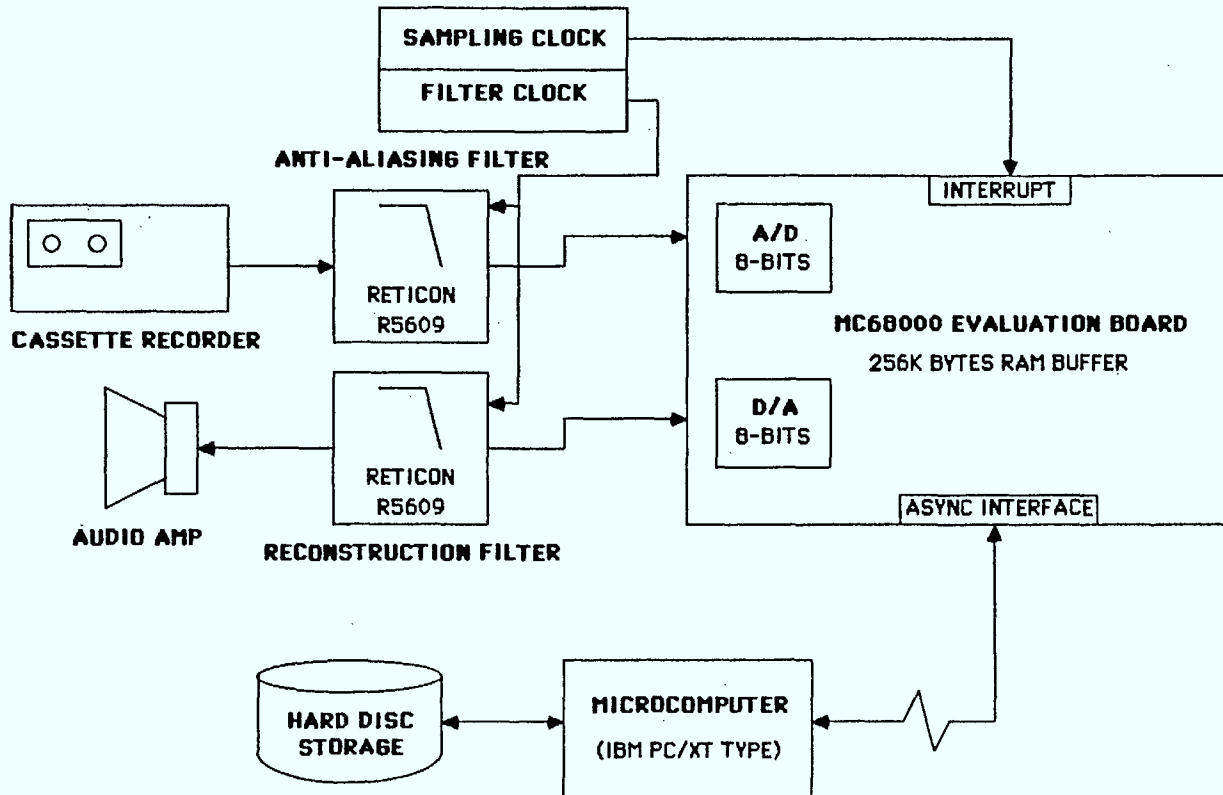 SAMPLING CLOCK
FILTER CLOCK
ANTI-ALIASING FILTER
INTERRUPT
A/D
8-BITS
RETICON
R5609
MC68000 EVALUATION BOARD
256K BYTES RAM BUFFER
CASSETTE RECORDER
D/A
8-BITS
RETICON
R5609
ASYNC INTERFACE
AUDIO AMP
RECONSTRUCTION FILTER
HARD DISC
STORAGE
MICROCOMPUTER
(IBM PC/XT TYPE)